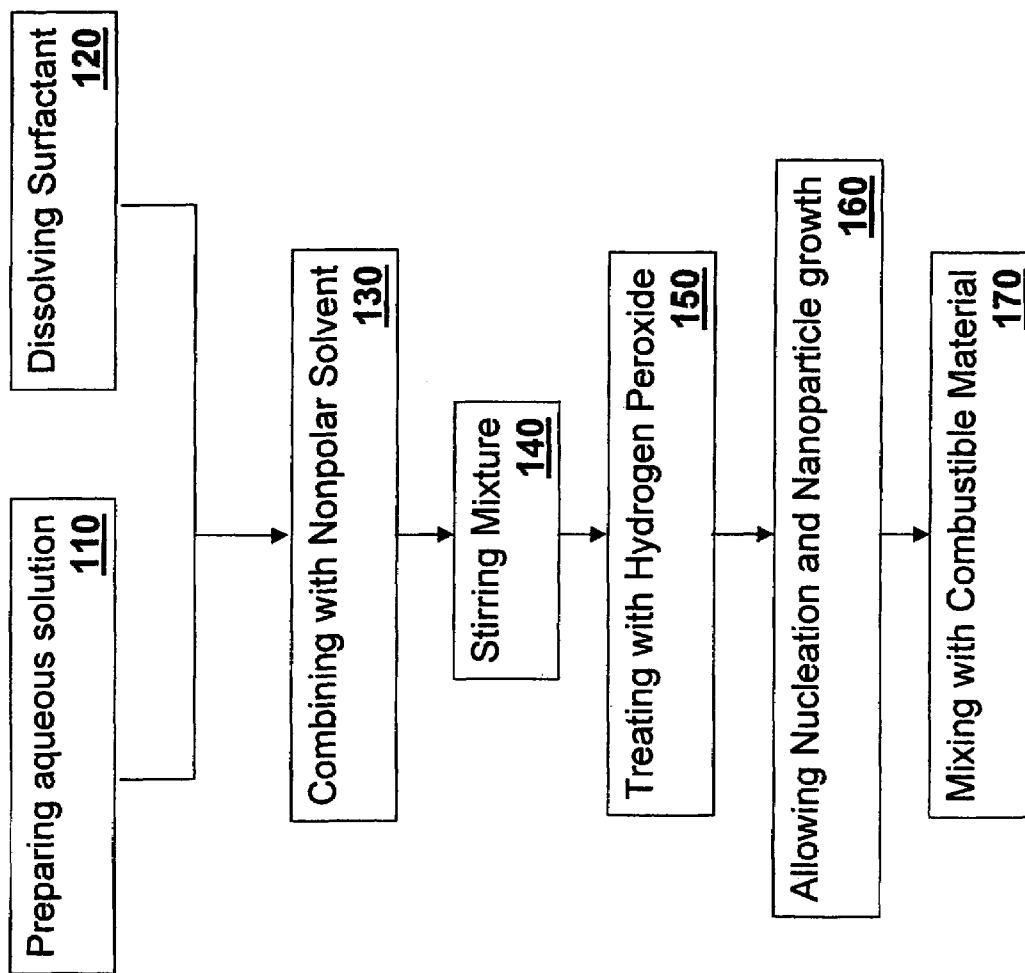 Preparing aqueous solution
110
Dissolving Surfactant
120
Combining with Nonpolar Solvent
130
Stirring Mixture
140
Treating with Hydrogen Peroxide
150
Allowing Nucleation and Nanoparticle growth
160
Mixing with Combustible Material
170